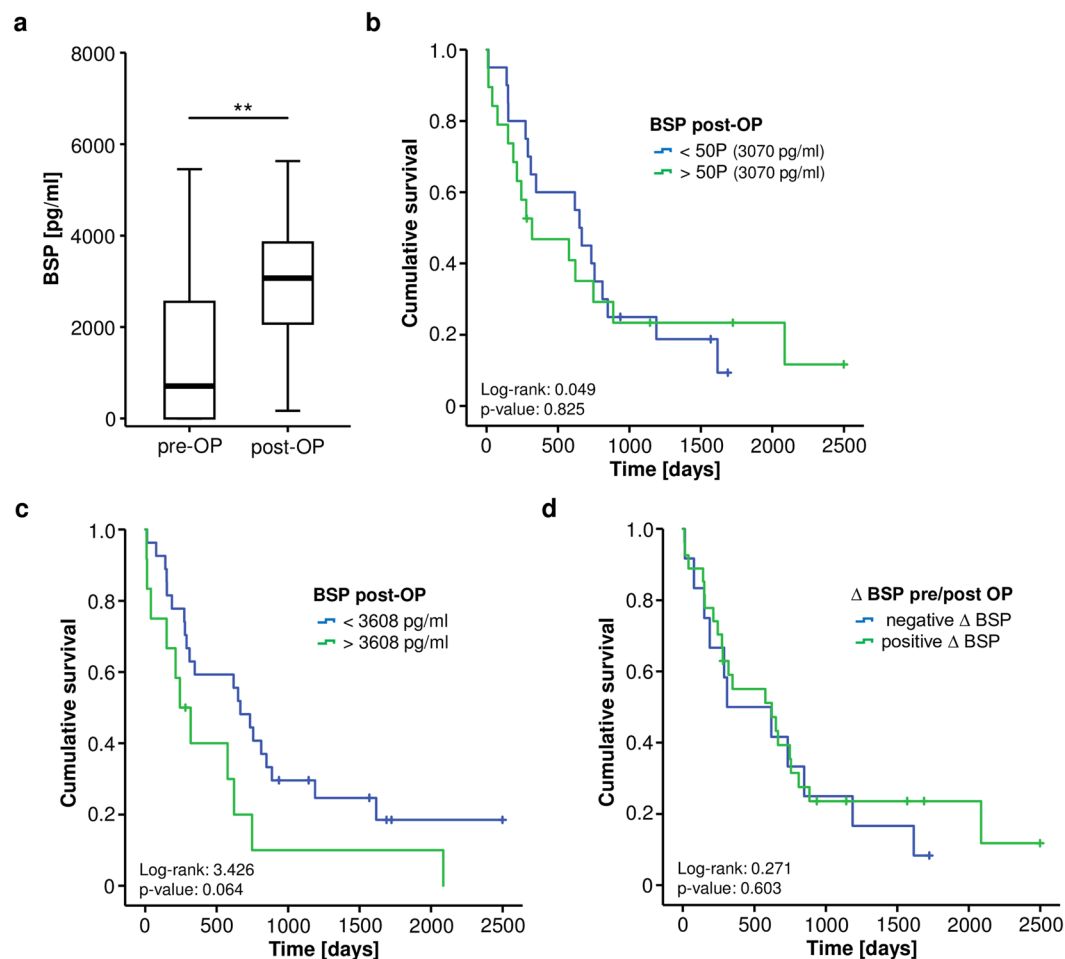 a
8000
6000
4000
2000
0
BSP [pg/ml]
**
pre-OP
post-OP
b
1.0
0.8
0.6
0.4
0.2
0
Cumulative survival
BSP post-OP
< 50P (3070 pg/ml)
> 50P (3070 pg/ml)
Log-rank: 0.049
p-value: 0.825
0 500 1000 1500 2000 2500
Time [days]
c
1.0
0.8
0.6
0.4
0.2
0
Cumulative survival
BSP post-OP
< 3608 pg/ml
> 3608 pg/ml
Log-rank: 3.426
p-value: 0.064
0 500 1000 1500 2000 2500
Time [days]
d
1.0
0.8
0.6
0.4
0.2
0
Cumulative survival
Δ BSP pre/post OP
negative Δ BSP
positive Δ BSP
Log-rank: 0.271
p-value: 0.603
0 500 1000 1500 2000 2500
Time [days]